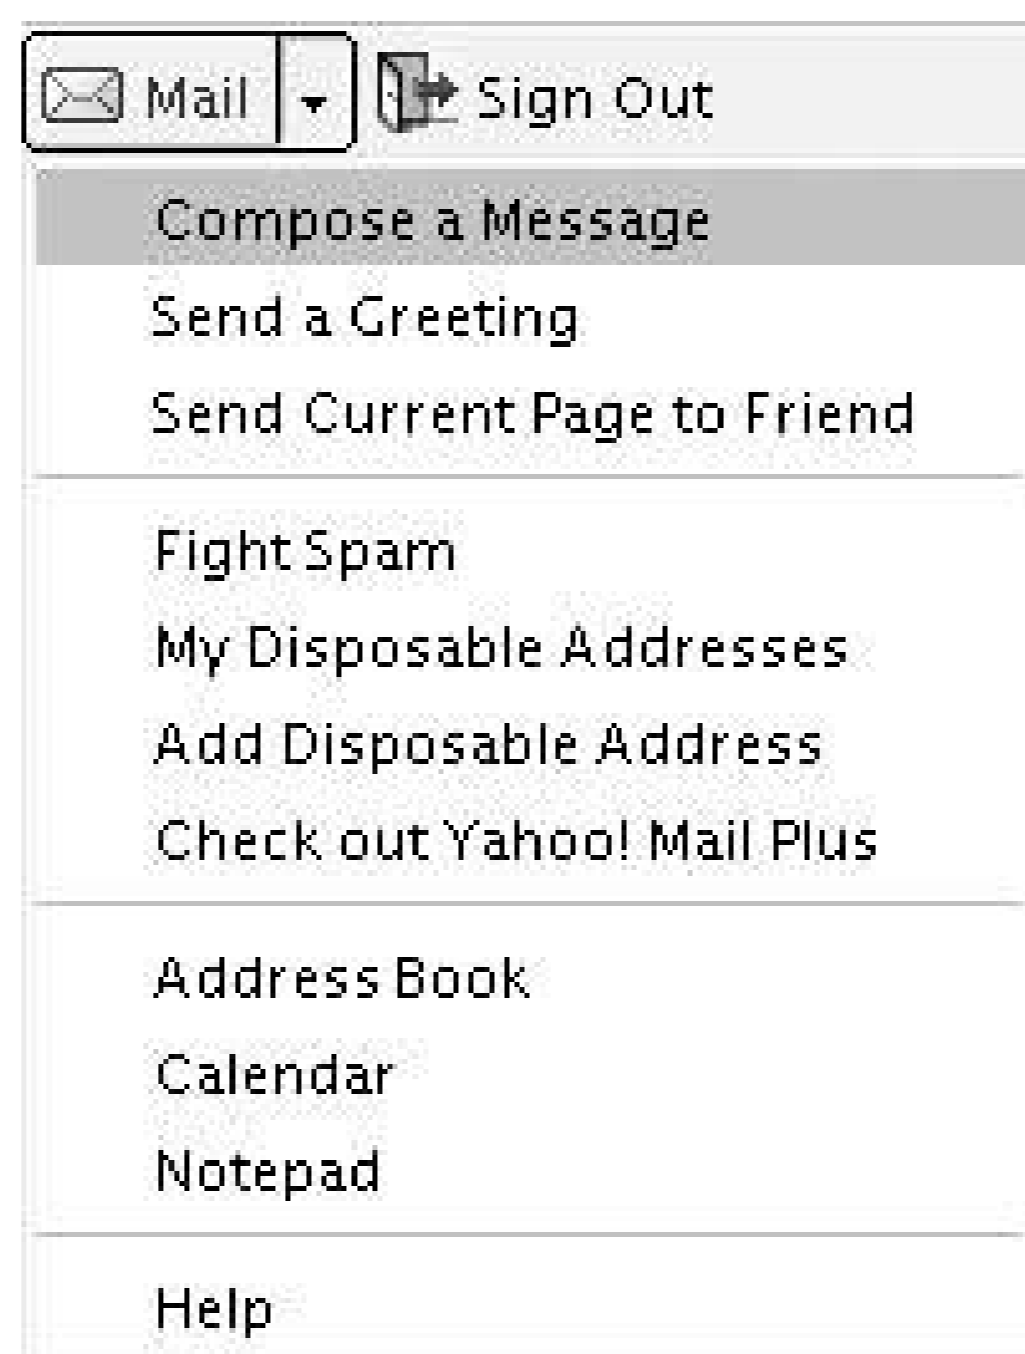 Mail Sign Out
Compose a Message
Send a Greeting
Send Current Page to Friend
Fight Spam
My Disposable Addresses
Add Disposable Address
Check out Yahoo! Mail Plus
Address Book
Calendar
Notepad
Help